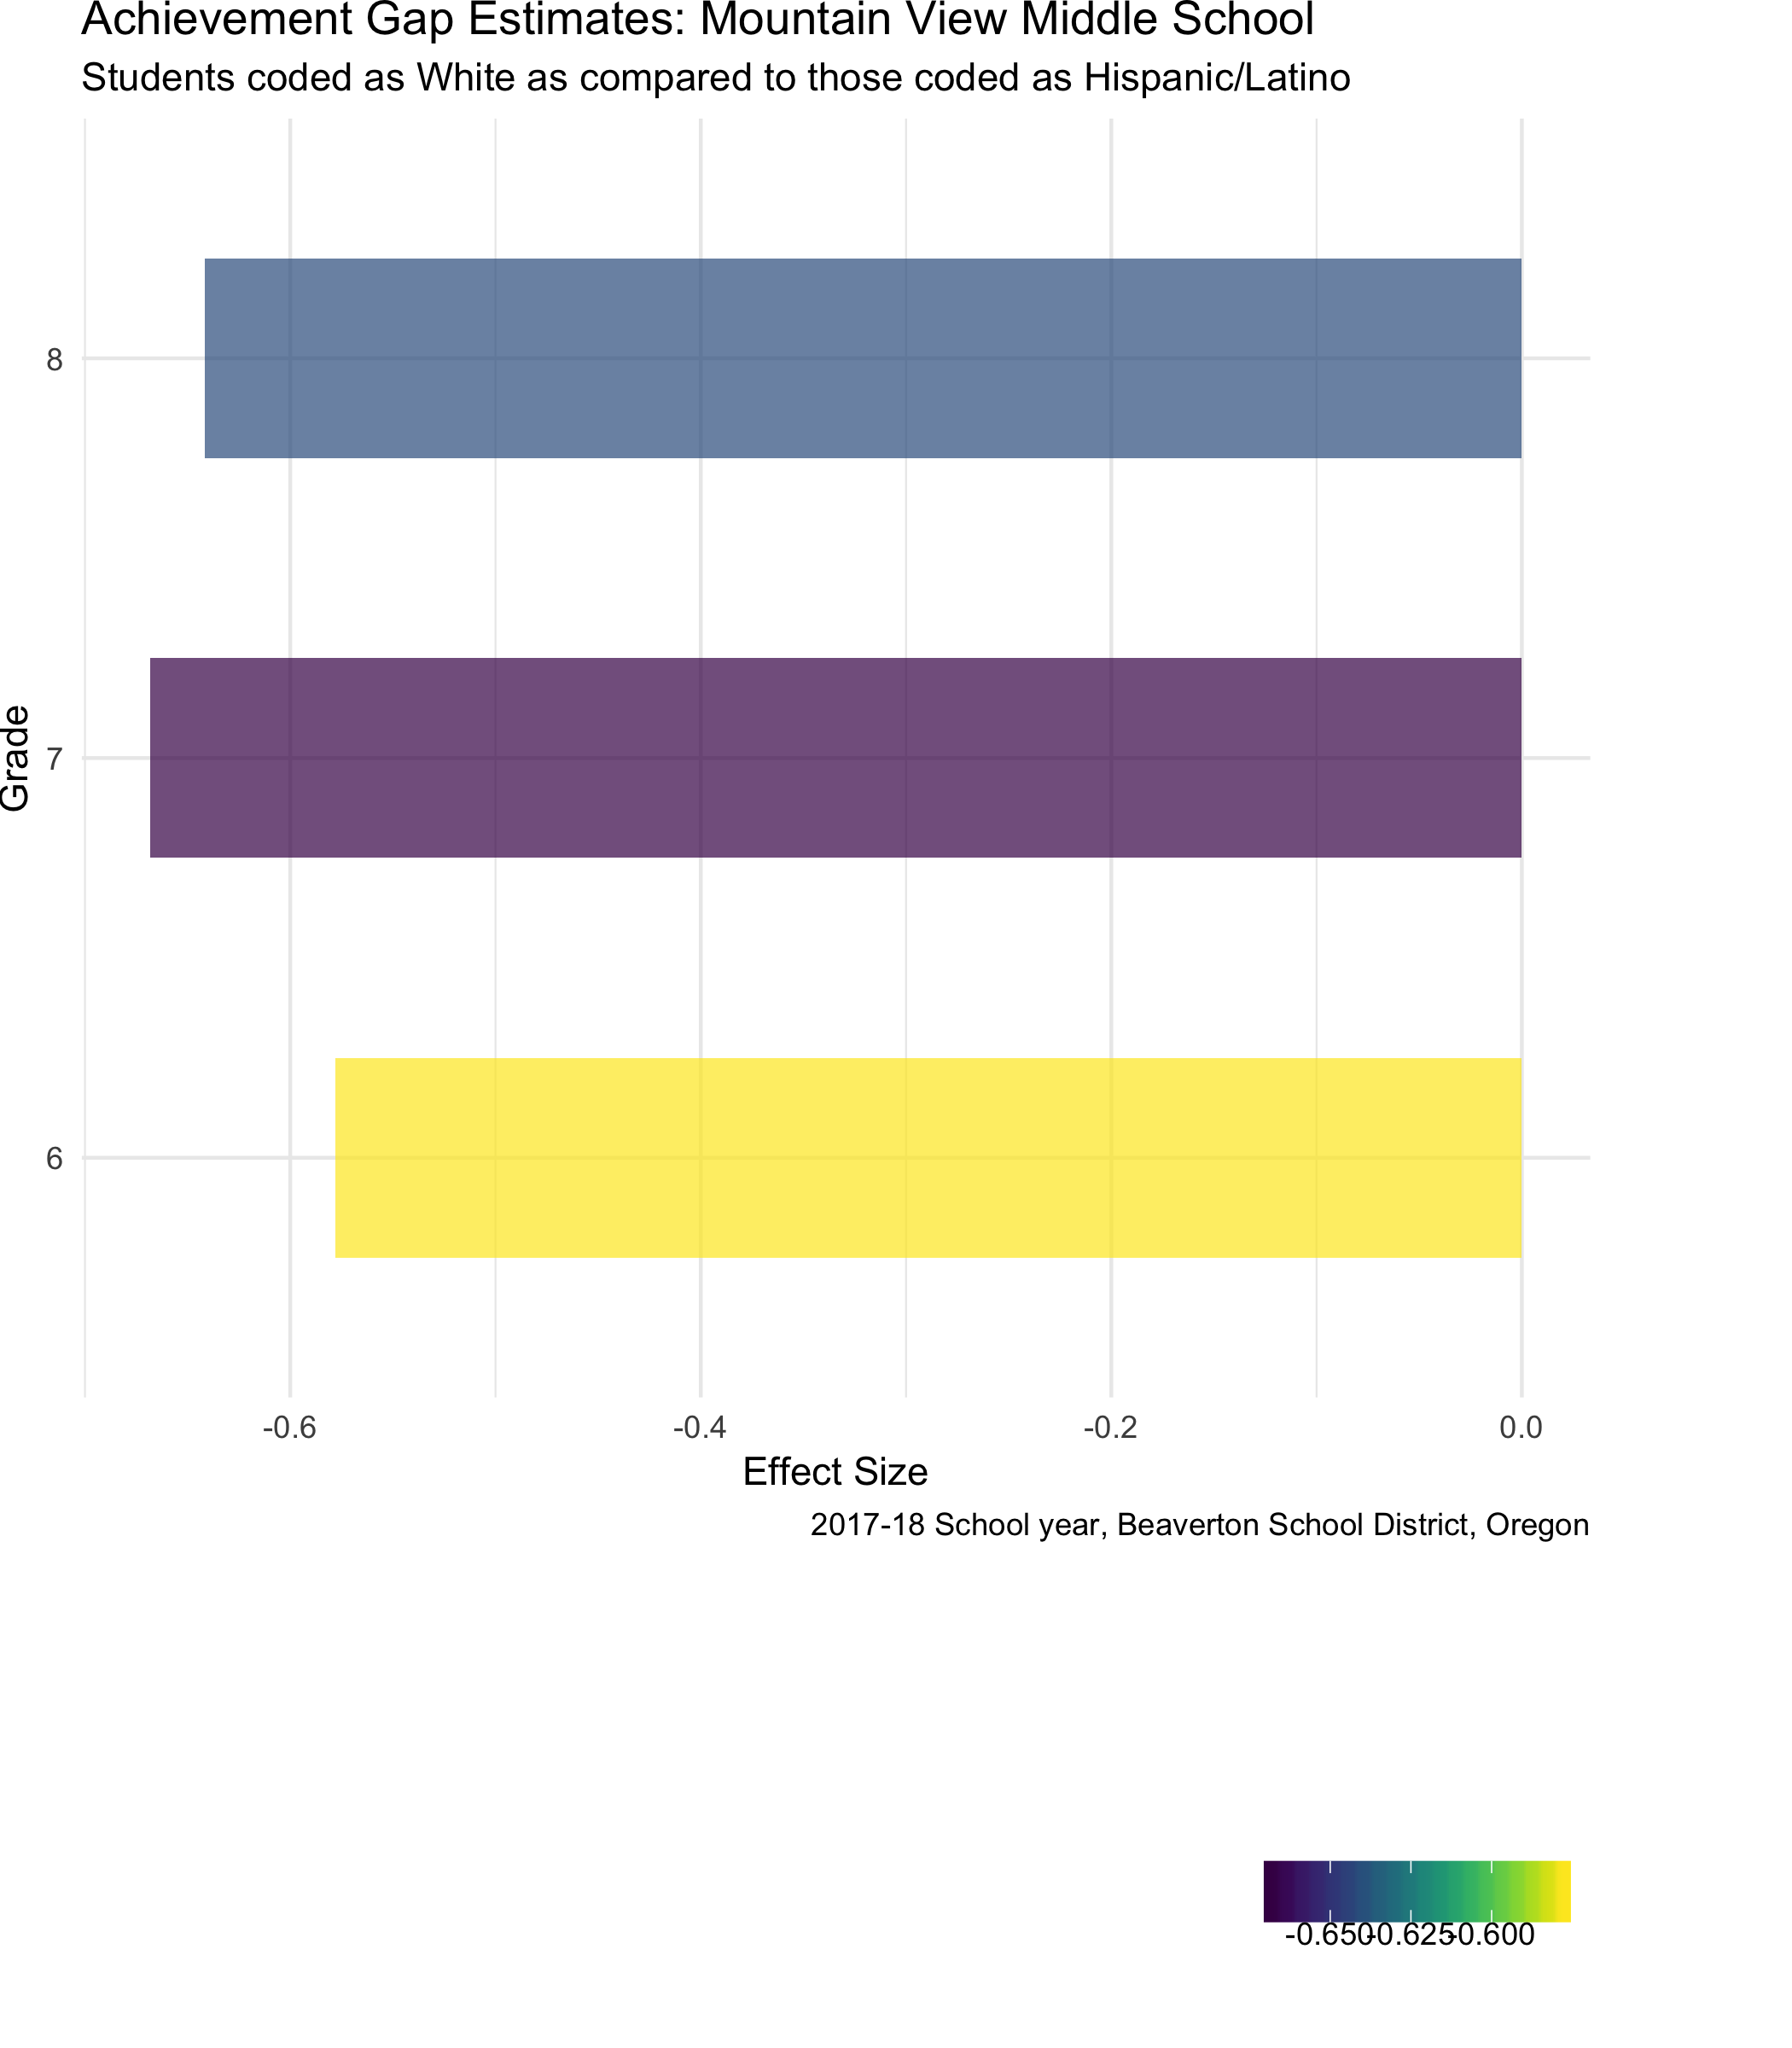 Achievement Gap Estimates: Mountain View Middle School
Students coded as White as compared to those coded as Hispanic/Latino
8
7
6
Grade
-0.6
-0.4
-0.2
0.0
Effect Size
2017-18 School year, Beaverton School District, Oregon
-0.650
-0.625
-0.600